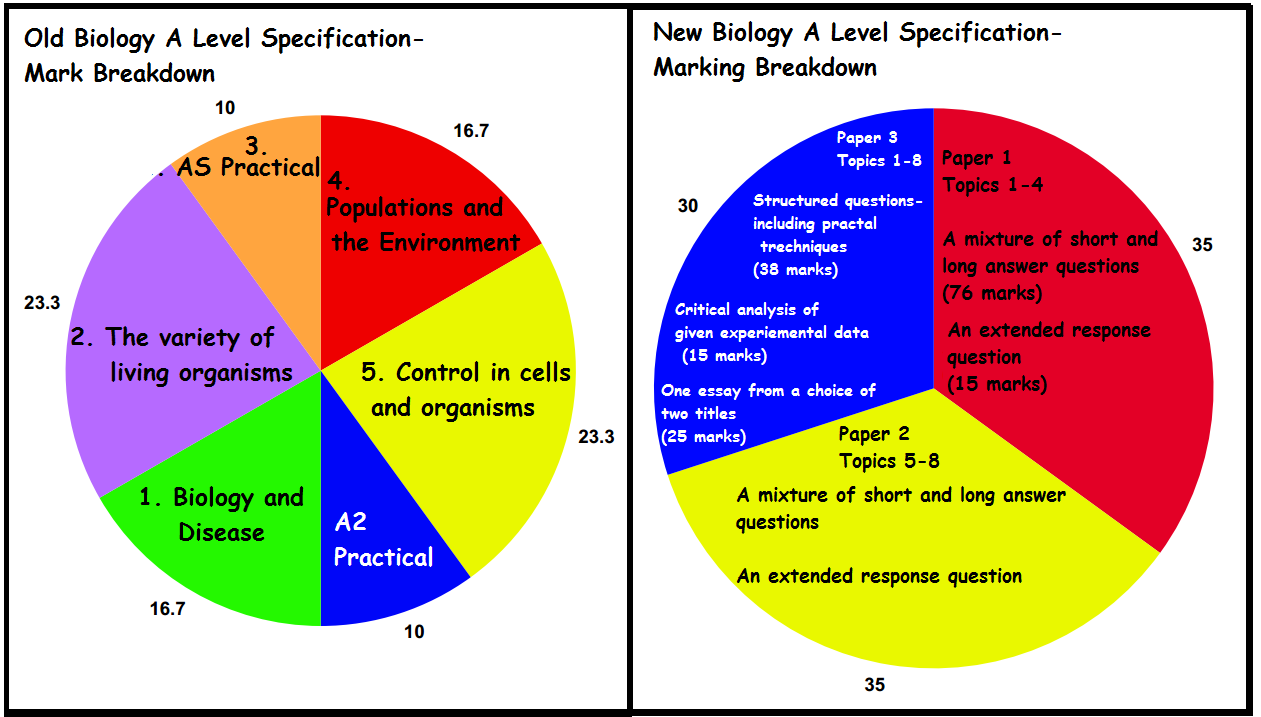 Old Biology A Level Specification-
Mark Breakdown
10
16.7
3.
. AS Practical
4.
Populations and
the Environment
23.3
2. The variety of
living organisms
5. Control in cells
and organisms
23.3
1. Biology and
Disease
A2
Practical
16.7
10
New Biology A Level Specification-
Marking Breakdown
Paper 3
Topics 1-8
Structured questions-
including practal
trechniques
(38 marks)
Critical analysis of
given experiemental data
(15 marks)
One essay from a choice of
two titles
(25 marks)
30
Paper 1
Topics 1-4
A mixture of short and
long answer questions
(76 marks)
An extended response
question
(15 marks)
35
Paper 2
Topics 5-8
A mixture of short and long answer
questions
An extended response question
35